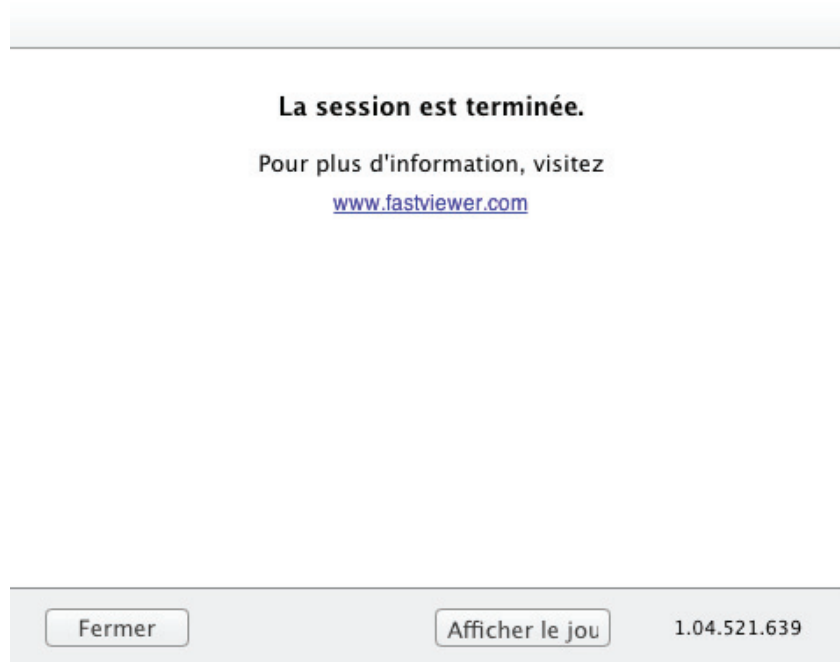 La session est terminée.
Pour plus d'information, visitez
www.fastviewer.com
Fermer
Afficher le jou
1.04.521.639